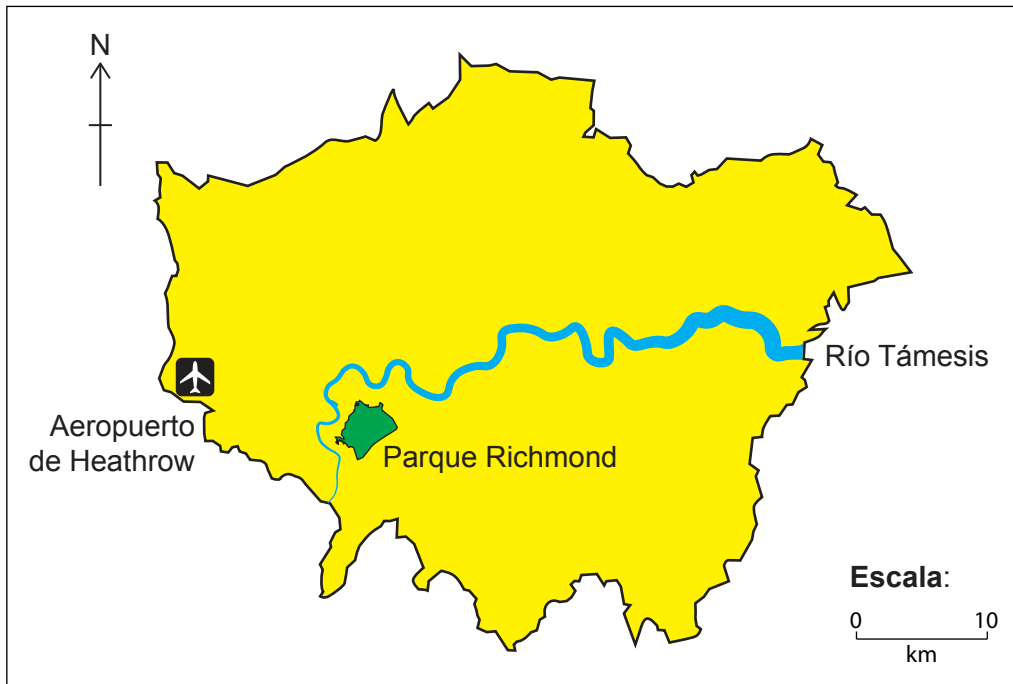 N
Río Támesis
Aeropuerto
de Heathrow
Parque Richmond
Escala:
0 10
km